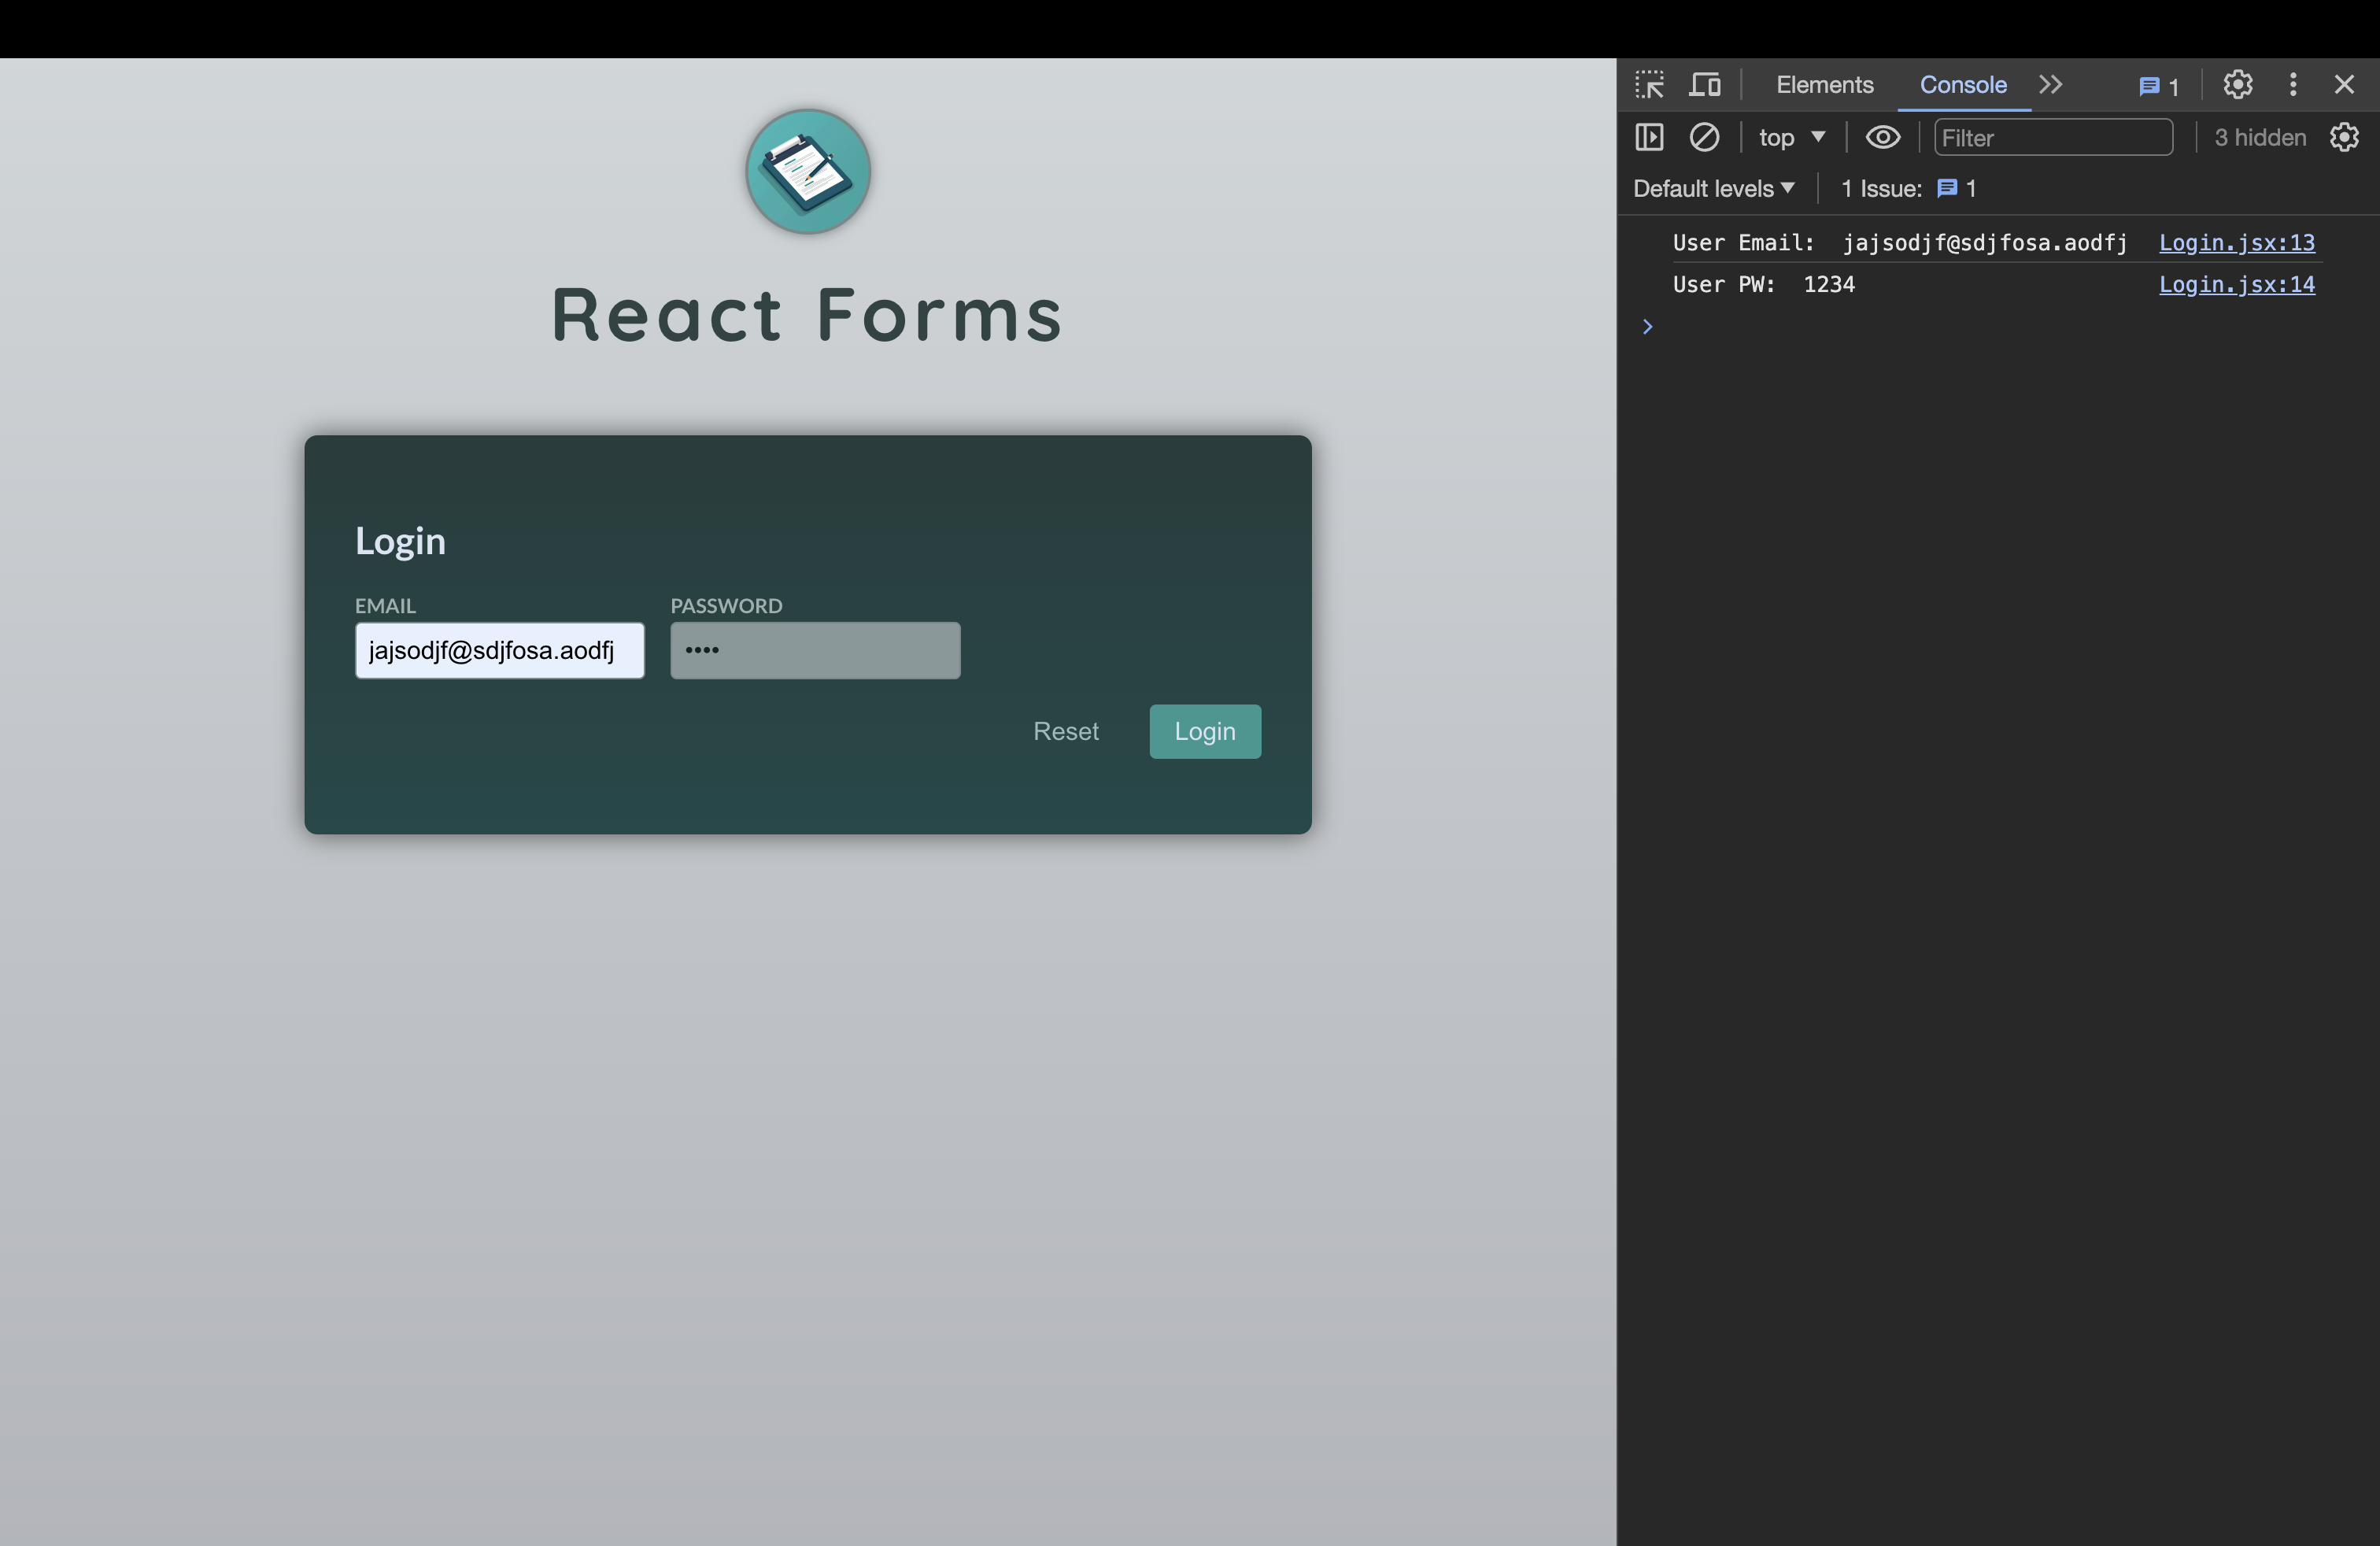 React Forms
Login
EMAIL
PASSWORD
jajsodjf@sdjfosa.aodfj
••••
Reset
Login
Elements
Console
1
top
Filter
3 hidden
Default levels
1 Issue:
1
User Email: jajsodjf@sdjfosa.aodfj Login.jsx:13
User PW: 1234 Login.jsx:14